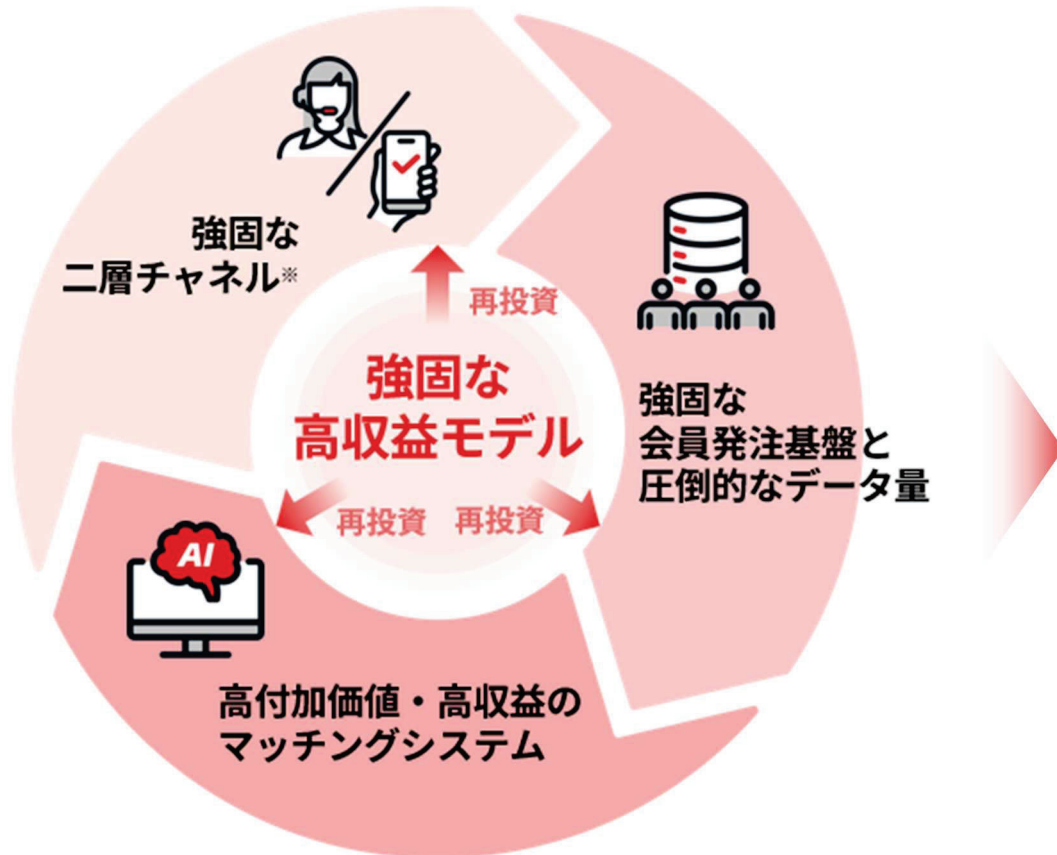 強固な
二層チャネル※
再投資
強固な
高収益モデル
強固な
会員発注基盤と
圧倒的なデータ量
再投資 再投資
AI
高付加価値・高収益の
マッチングシステム